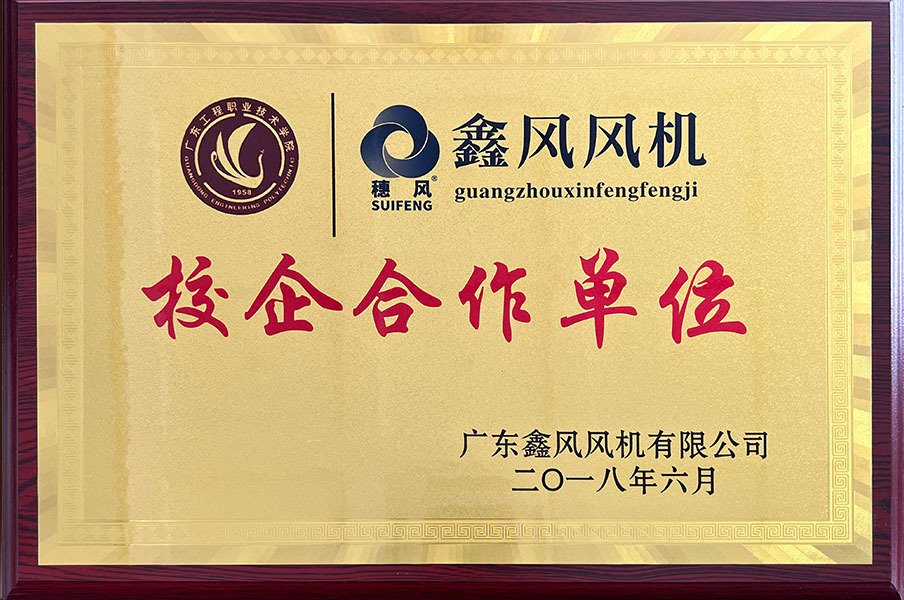 广东工程职业技术学院
GUANGDONG ENGINEERING POLYTECHNIC
1958
穗风®
SUIFENG
鑫风风机
guangzhouxinfengfengji
校企合作单位
广东鑫风风机有限公司
二〇一八年六月